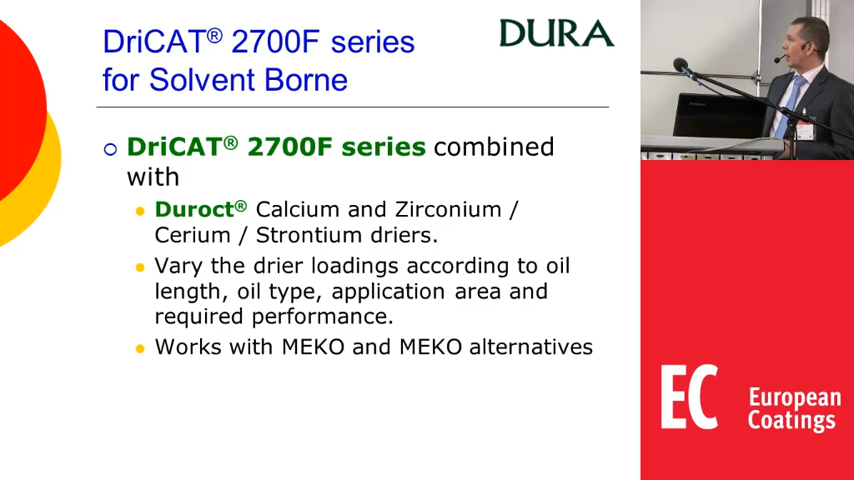 DriCAT® 2700F series
for Solvent Borne
DURA
DriCAT® 2700F series combined
with
Duroct® Calcium and Zirconium /
Cerium / Strontium driers.
Vary the drier loadings according to oil
length, oil type, application area and
required performance.
Works with MEKO and MEKO alternatives
EC European
Coatings